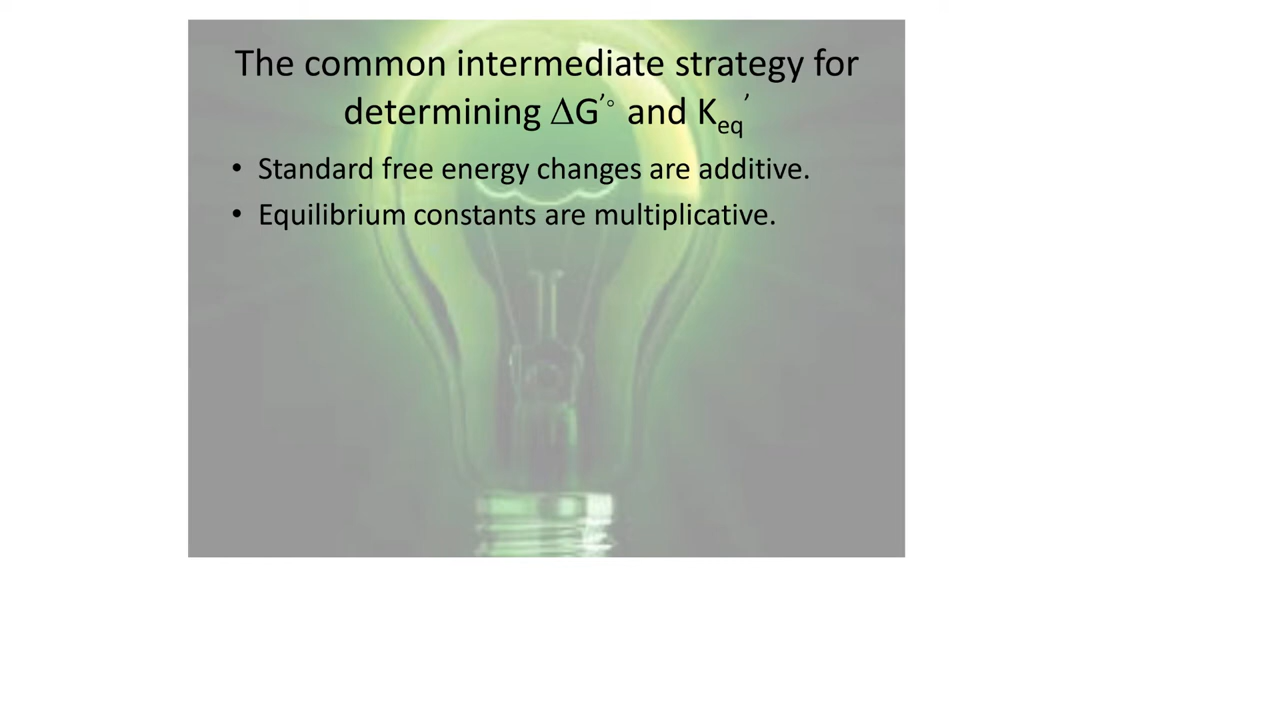 The common intermediate strategy for
determining ΔG′° and Keq′
• Standard free energy changes are additive.
• Equilibrium constants are multiplicative.